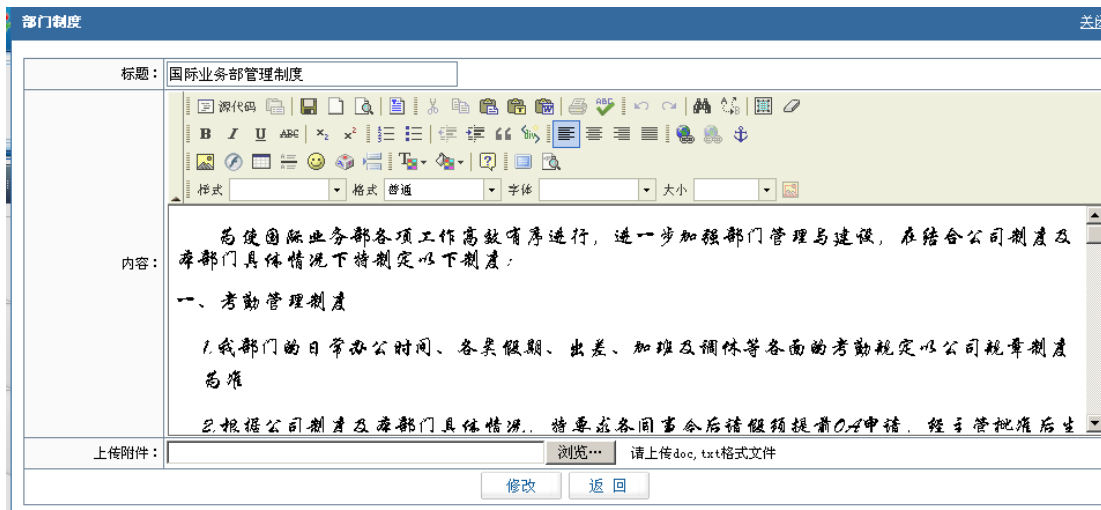 部门制度 关闭
标题： 国际业务部管理制度
源代码
B I U ABC x₂ x²
样式 格式 普通 字体 大小
内容：
为使国际业务部各项工作高效有序进行，进一步加强部门管理与建设，在结合公司制度及
本部门具体情况下特制定以下制度：
一、考勤管理制度
1.我部门的日常办公时间、各类假期、出差、加班及调休等各面的考勤规定以公司规章制度
为准
2.根据公司制度及本部门具体情况，特要求各同事今后请假须提前OA申请，经主管批准后生
上传附件： 浏览… 请上传doc,txt格式文件
修改 返 回